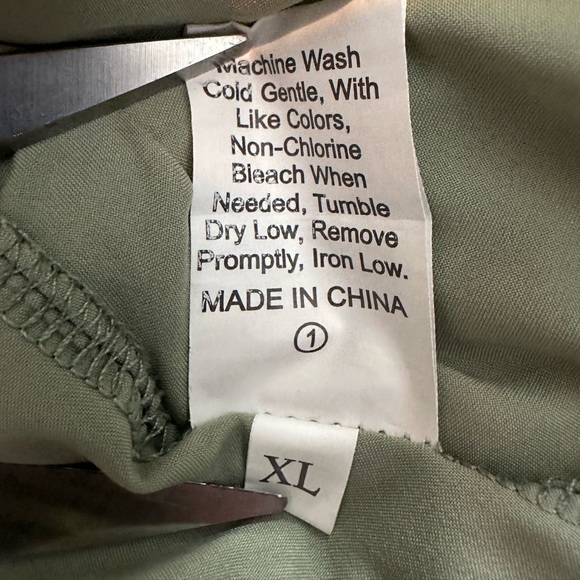 Machine Wash
Cold Gentle, With
Like Colors,
Non-Chlorine
Bleach When
Needed, Tumble
Dry Low, Remove
Promptly, Iron Low.
MADE IN CHINA
1
XL